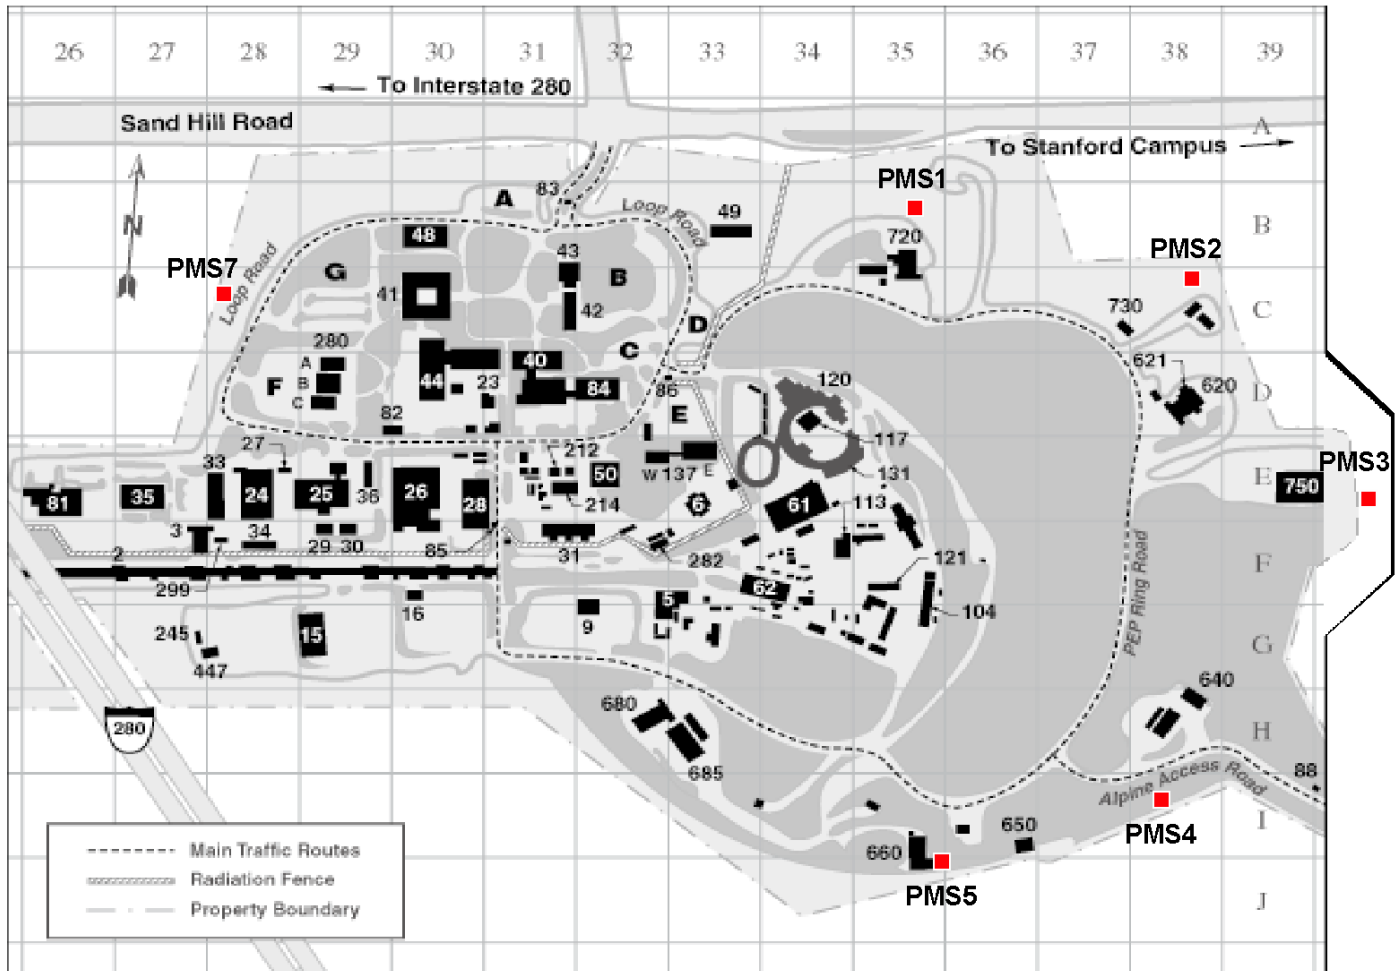 26 27 28 29 30 31 32 33 34 35 36 37 38 39
To Interstate 280
Sand Hill Road
A
To Stanford Campus
PMS1
83
A
Loop Road
49
N
B
48
43
720
PMS2
PMS7
Loop Road
G
B
41
42
C
730
D
280
C
621
A
40
120
620
B
44
23
84
D
F
86
C
E
82
117
27
212
PMS3
33
W 137 E
131
E
81
35
24
25
36
26
28
50
750
214
6
61
113
3
34
29
30
85
31
282
2
121
F
299
62
16
5
104
9
PEP Ring Road
245
15
G
447
640
680
280
H
685
88
Alpine Access Road
PMS4
Main Traffic Routes
650
I
660
Radiation Fence
PMS5
Property Boundary
J